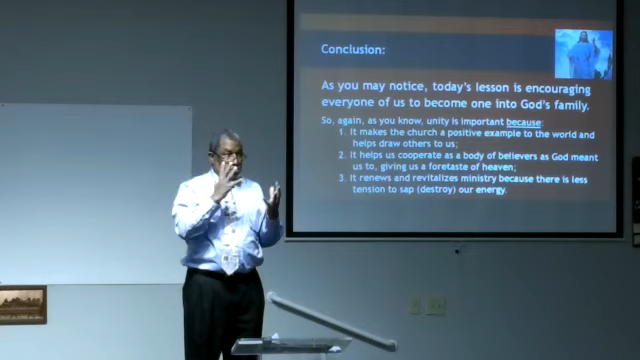 Conclusion:
As you may notice, today's lesson is encouraging
everyone of us to become one into God's family.
So, again, as you know, unity is important because:
1. It makes the church a positive example to the world and
helps draw others to us;
2. It helps us cooperate as a body of believers as God meant
us to, giving us a foretaste of heaven;
3. It renews and revitalizes ministry because there is less
tension to sap (destroy) our energy.